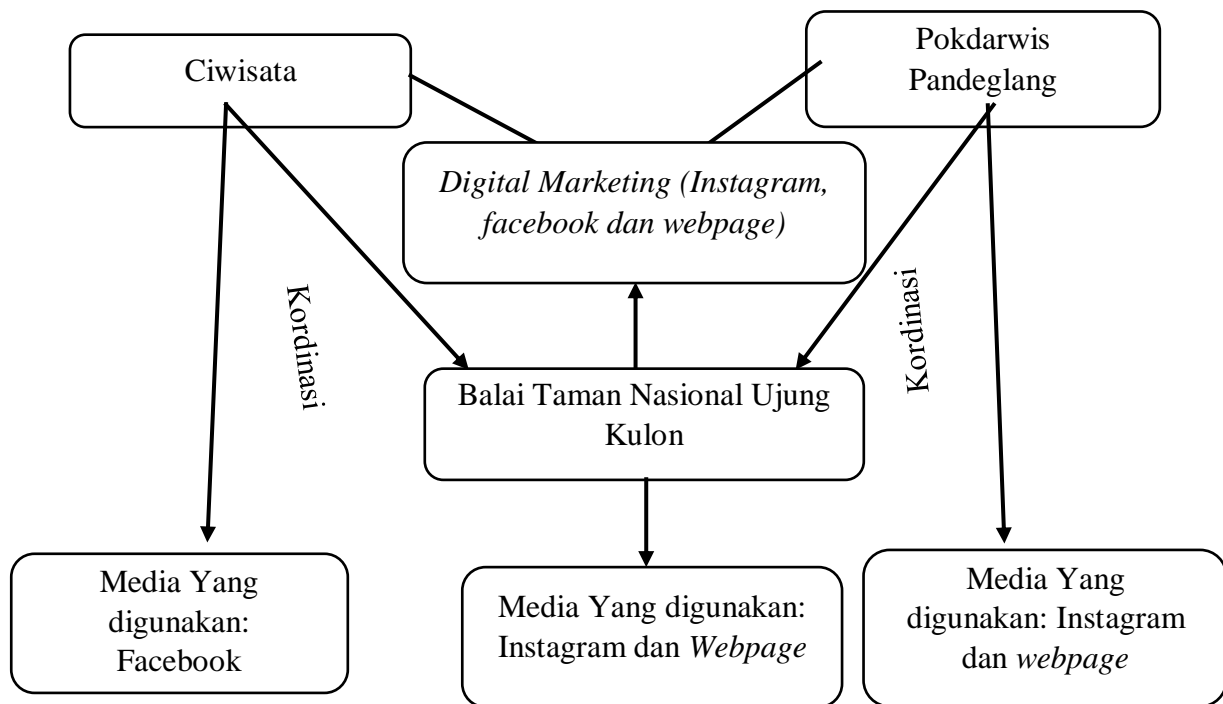 Ciwisata
Pokdarwis
Pandeglang
Digital Marketing (Instagram,
facebook dan webpage)
Kordinasi
Kordinasi
Balai Taman Nasional Ujung
Kulon
Media Yang
digunakan:
Facebook
Media Yang digunakan:
Instagram dan Webpage
Media Yang
digunakan: Instagram
dan webpage